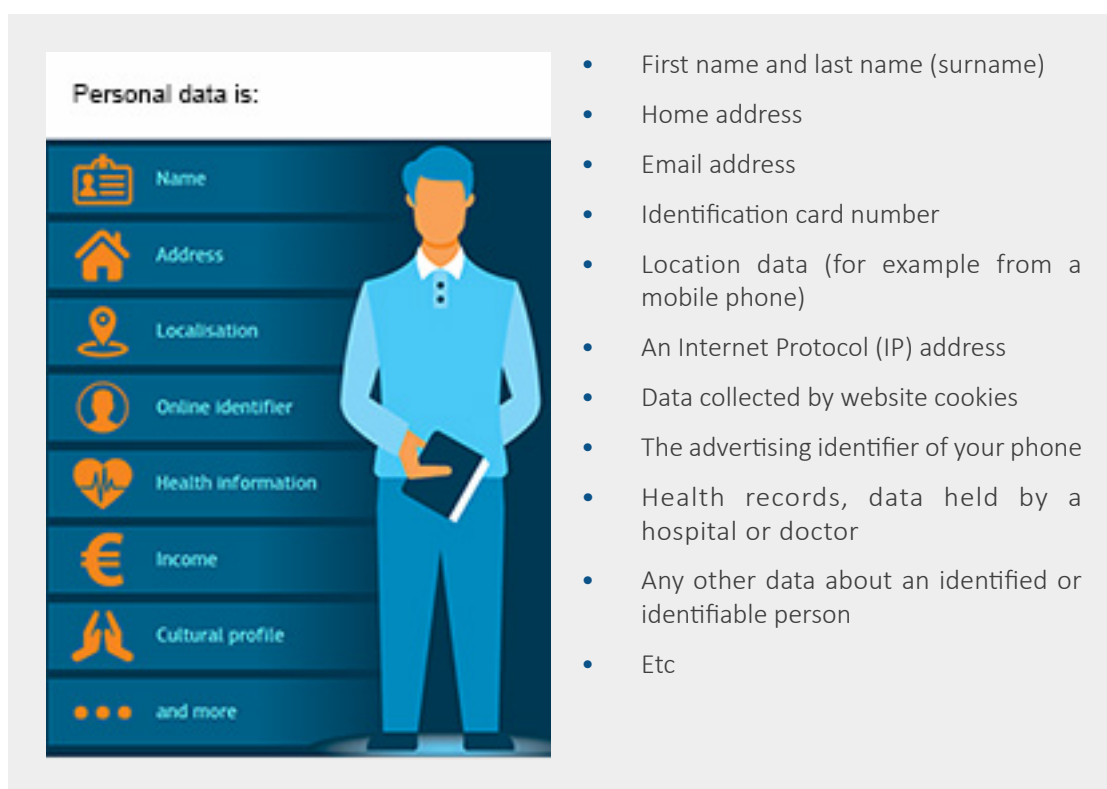 Personal data is:
Name
Address
Localisation
Online identifier
Health information
Income
Cultural profile
and more
• First name and last name (surname)
• Home address
• Email address
• Identification card number
• Location data (for example from a
mobile phone)
• An Internet Protocol (IP) address
• Data collected by website cookies
• The advertising identifier of your phone
• Health records, data held by a
hospital or doctor
• Any other data about an identified or
identifiable person
• Etc